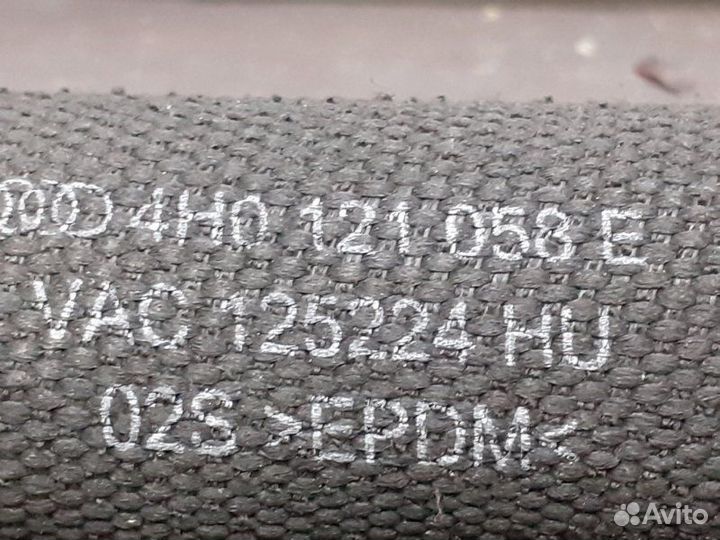 4H0 121 058 E
VAC 125224 HU
02S >EPDM<
Avito